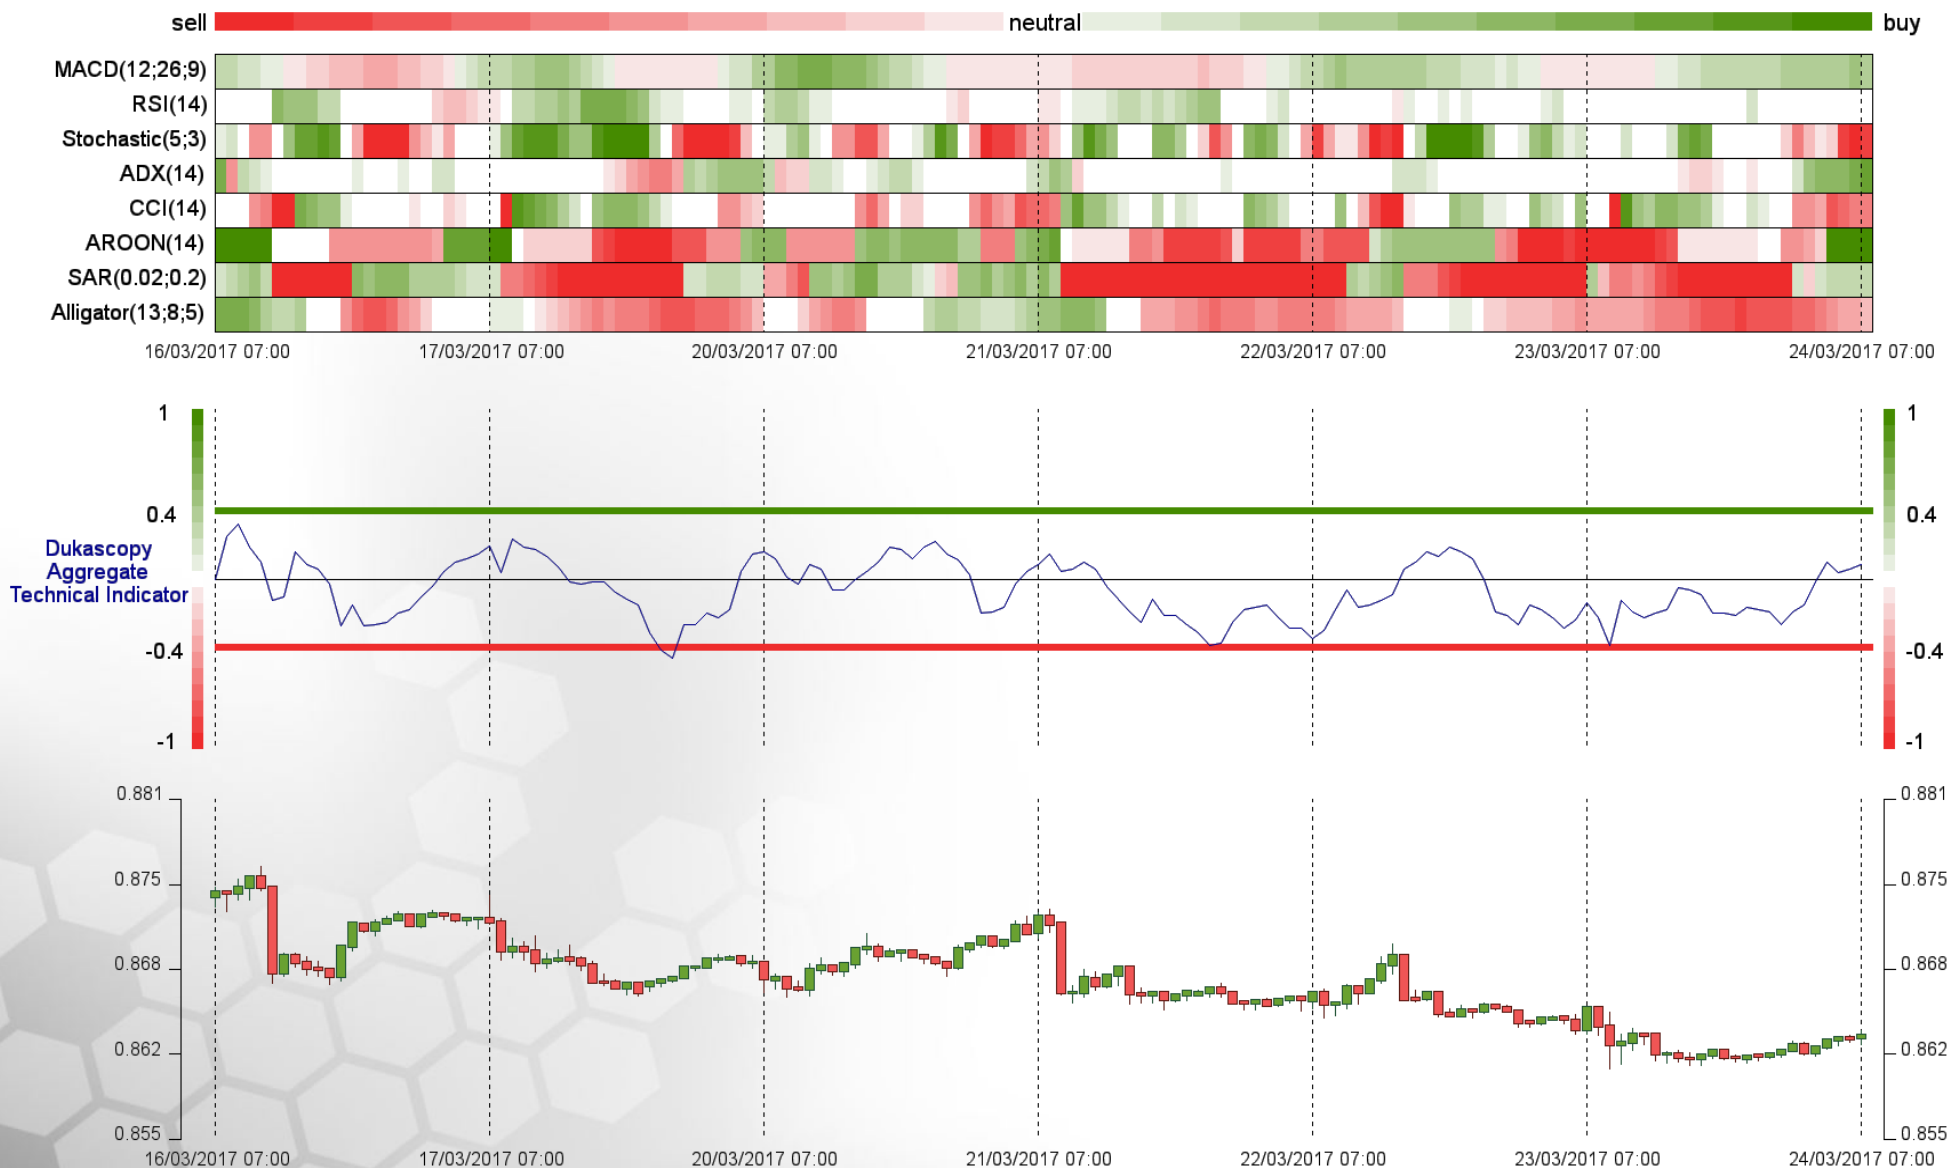 sell neutral buy
MACD(12;26;9)
RSI(14)
Stochastic(5;3)
ADX(14)
CCI(14)
AROON(14)
SAR(0.02;0.2)
Alligator(13;8;5)
16/03/2017 07:00 17/03/2017 07:00 20/03/2017 07:00 21/03/2017 07:00 22/03/2017 07:00 23/03/2017 07:00 24/03/2017 07:00
1 1
0.4 0.4
Dukascopy
Aggregate
Technical Indicator
-0.4 -0.4
-1 -1
0.881 0.881
0.875 0.875
0.868 0.868
0.862 0.862
0.855 0.855
16/03/2017 07:00 17/03/2017 07:00 20/03/2017 07:00 21/03/2017 07:00 22/03/2017 07:00 23/03/2017 07:00 24/03/2017 07:00